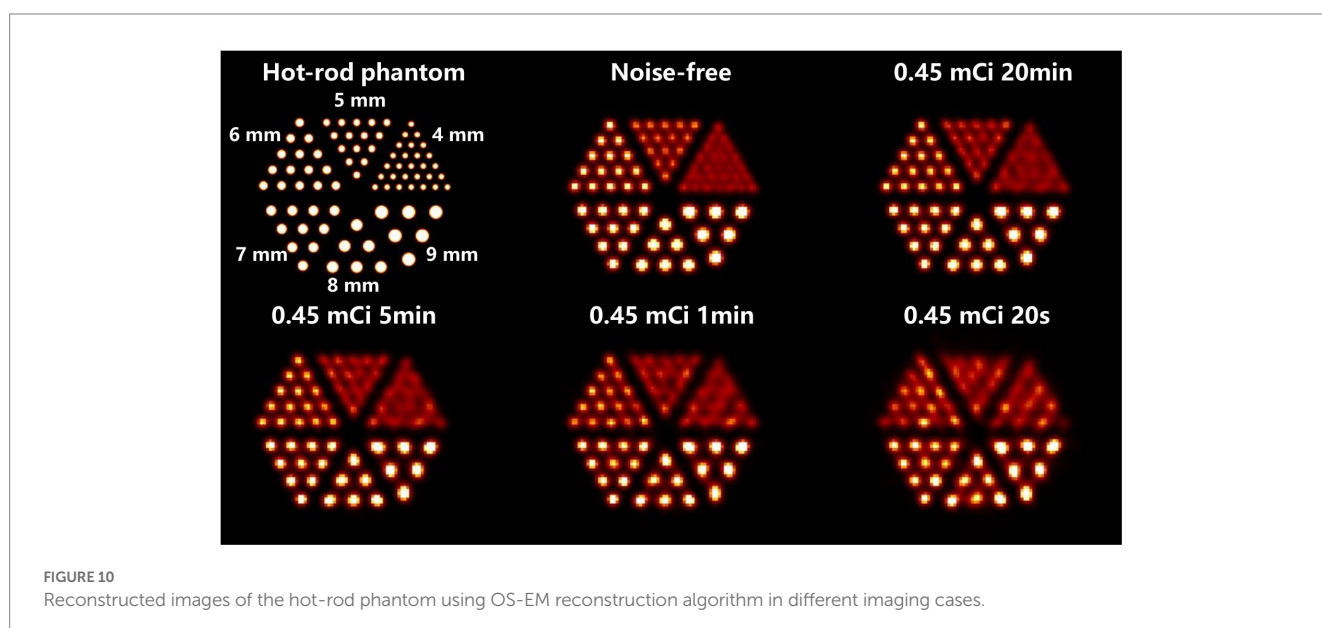 Hot-rod phantom
Noise-free
0.45 mCi 20min
5 mm
6 mm
4 mm
7 mm
9 mm
8 mm
0.45 mCi 5min
0.45 mCi 1min
0.45 mCi 20s
FIGURE 10
Reconstructed images of the hot-rod phantom using OS-EM reconstruction algorithm in different imaging cases.